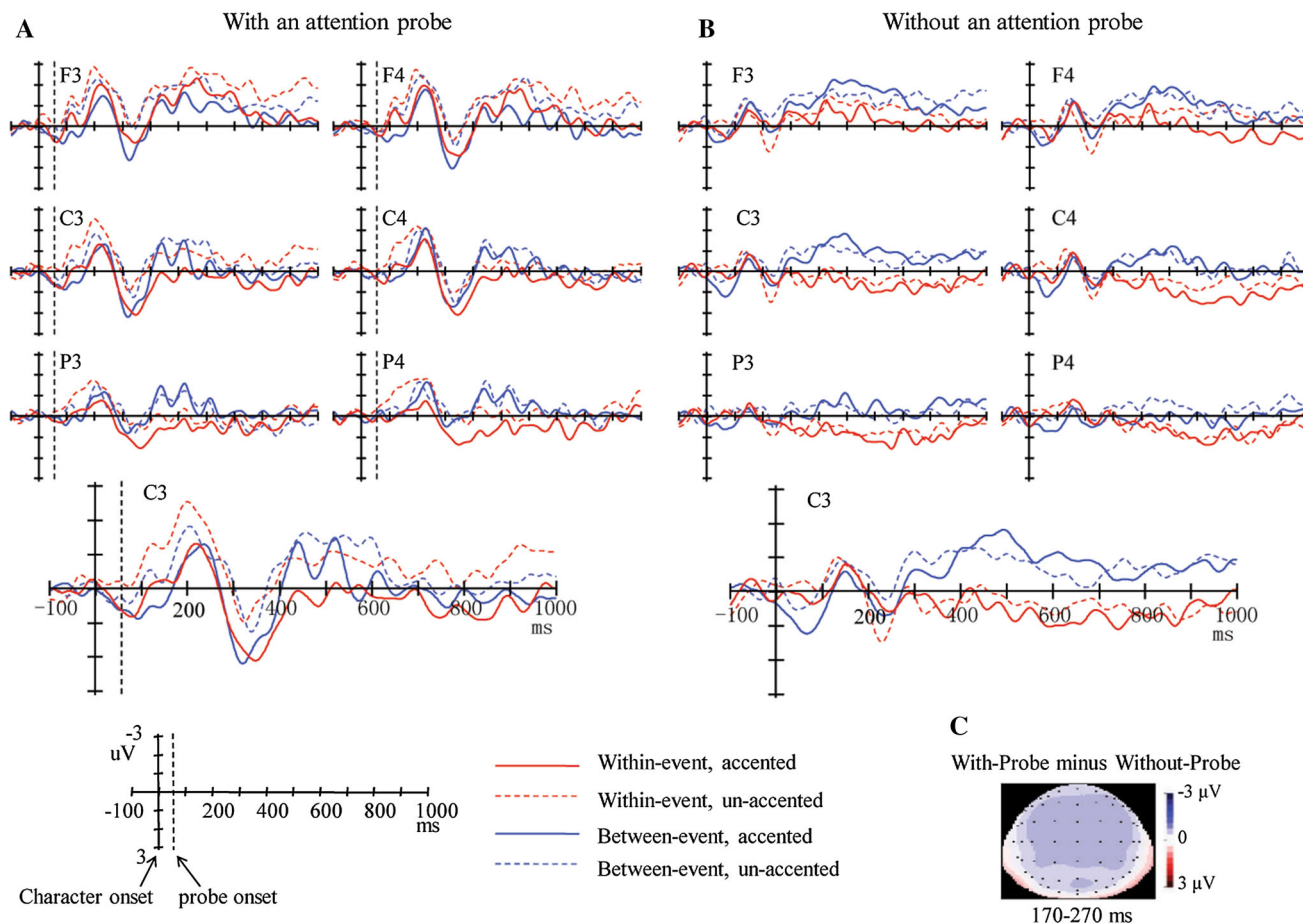 With an attention probe
Without an attention probe
A
B
F3
F4
F3
F4
C3
C4
C3
C4
P3
P4
P3
P4
C3
-100 200 400 600 800 1000
ms
C3
-100 200 400 600 800 1000
ms
-3
uV
-100 200 400 600 800 1000
ms
3
Character onset
probe onset
Within-event, accented
Within-event, un-accented
Between-event, accented
Between-event, un-accented
C
With-Probe minus Without-Probe
-3 µV
0
3 µV
170-270 ms